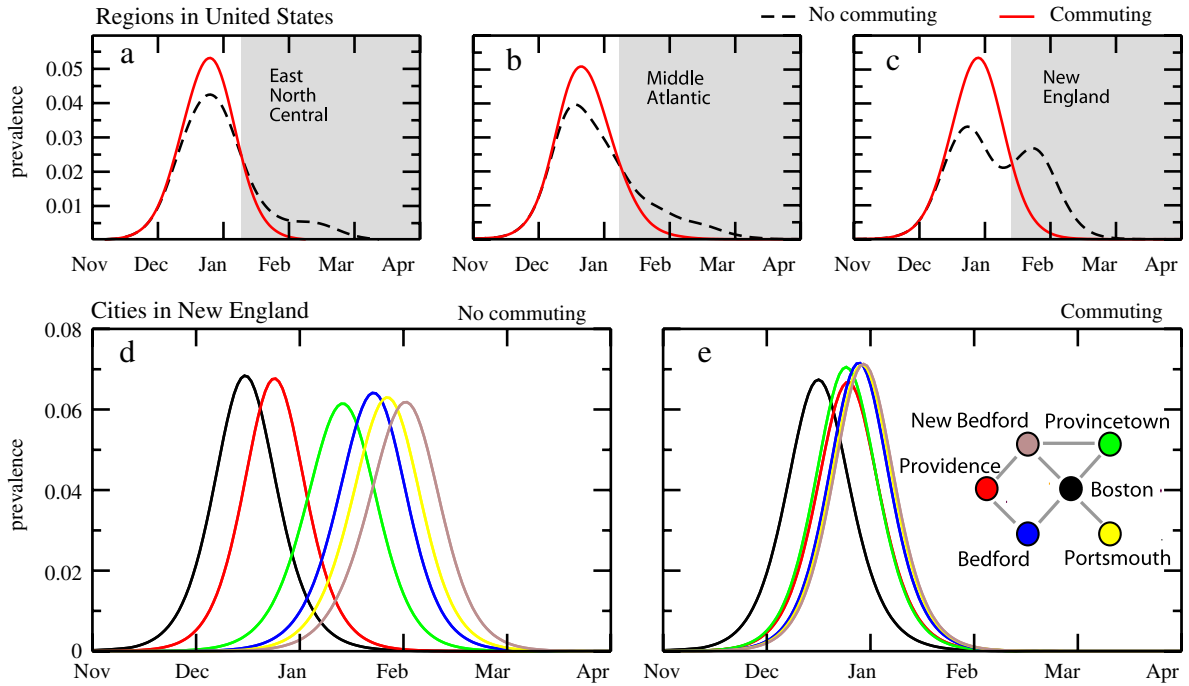 Regions in United States
No commuting
Commuting
a
b
c
East
North
Central
Middle
Atlantic
New
England
prevalence
0.05
0.04
0.03
0.02
0.01
Nov Dec Jan Feb Mar Apr
Nov Dec Jan Feb Mar Apr
Nov Dec Jan Feb Mar Apr
Cities in New England
No commuting
Commuting
d
e
prevalence
0.08
0.06
0.04
0.02
0
New Bedford
Provincetown
Providence
Boston
Bedford
Portsmouth
Nov Dec Jan Feb Mar Apr
Nov Dec Jan Feb Mar Apr